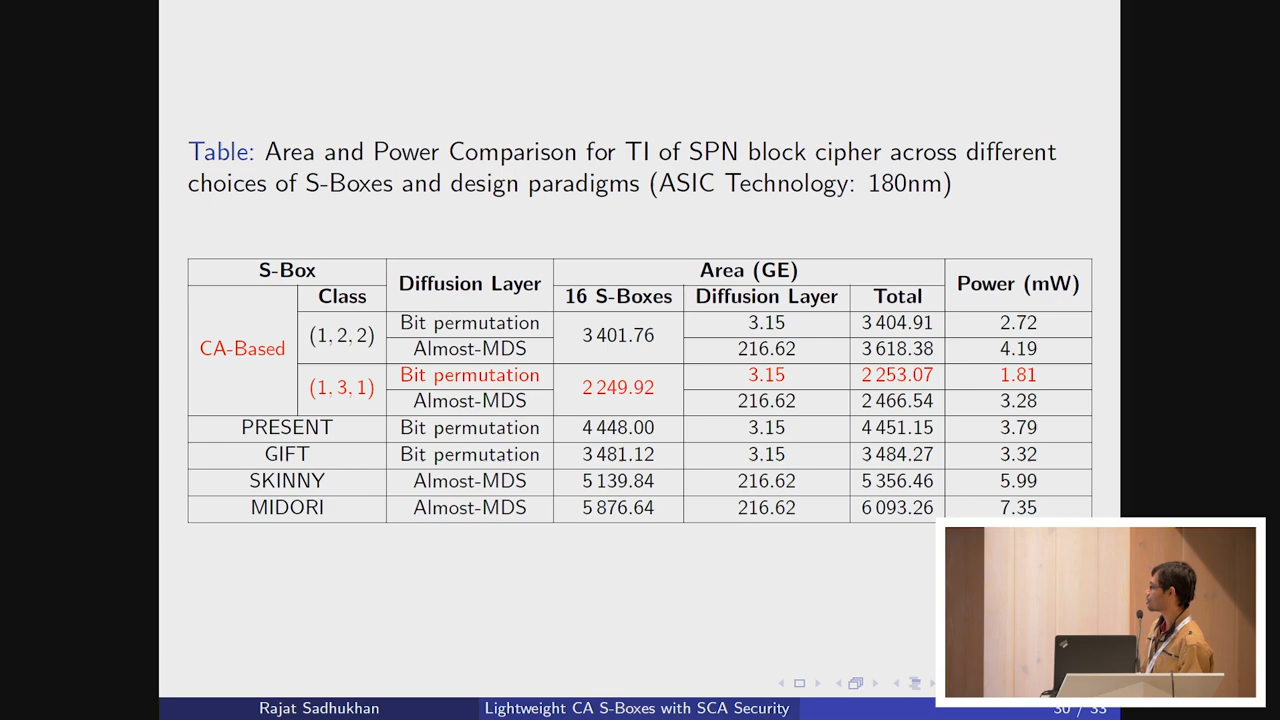 Table: Area and Power Comparison for TI of SPN block cipher across different
choices of S-Boxes and design paradigms (ASIC Technology: 180nm)
S-Box Diffusion Layer Area (GE) Power (mW)
Class 16 S-Boxes Diffusion Layer Total
CA-Based (1, 2, 2) Bit permutation 3 401.76 3.15 3 404.91 2.72
Almost-MDS 216.62 3 618.38 4.19
(1, 3, 1) Bit permutation 2 249.92 3.15 2 253.07 1.81
Almost-MDS 216.62 2 466.54 3.28
PRESENT Bit permutation 4 448.00 3.15 4 451.15 3.79
GIFT Bit permutation 3 481.12 3.15 3 484.27 3.32
SKINNY Almost-MDS 5 139.84 216.62 5 356.46 5.99
MIDORI Almost-MDS 5 876.64 216.62 6 093.26 7.35
Rajat Sadhukhan Lightweight CA S-Boxes with SCA Security 30 / 33